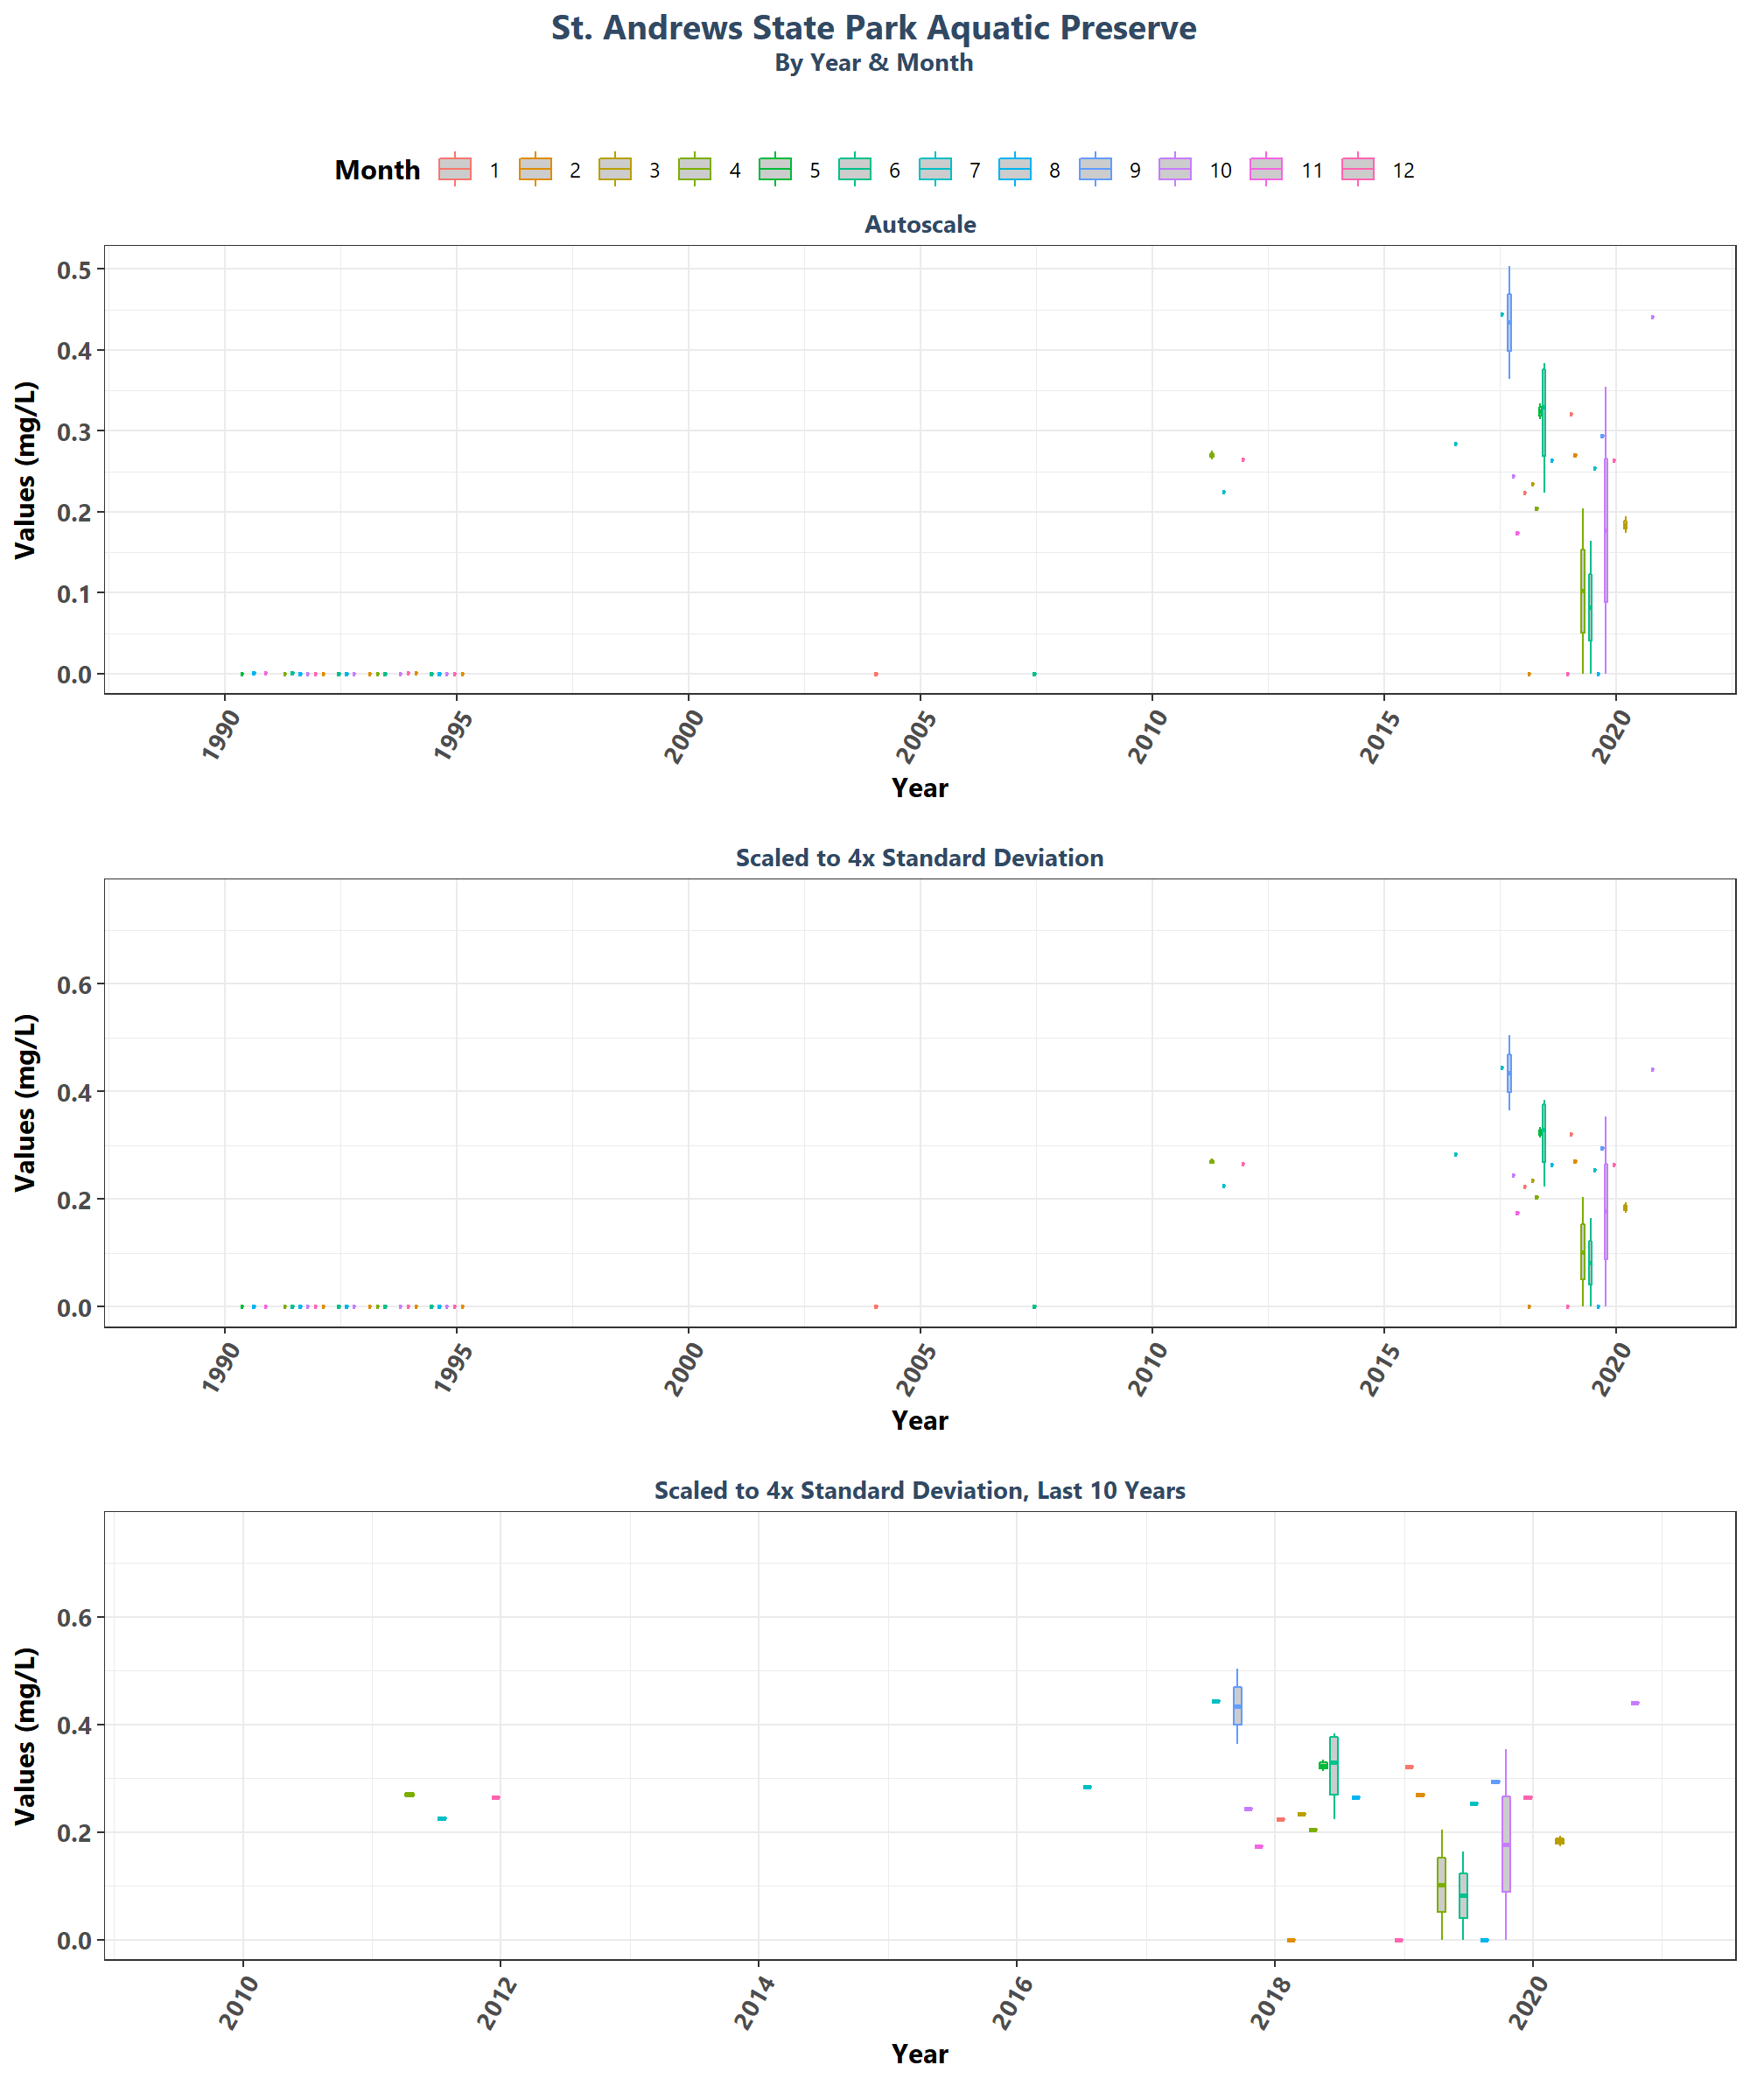 St. Andrews State Park Aquatic Preserve
By Year & Month
Month 1 2 3 4 5 6 7 8 9 10 11 12
Autoscale
Values (mg/L)
0.5
0.4
0.3
0.2
0.1
0.0
1990 1995 2000 2005 2010 2015 2020
Year
Scaled to 4x Standard Deviation
Values (mg/L)
0.6
0.4
0.2
0.0
1990 1995 2000 2005 2010 2015 2020
Year
Scaled to 4x Standard Deviation, Last 10 Years
Values (mg/L)
0.6
0.4
0.2
0.0
2010 2012 2014 2016 2018 2020
Year